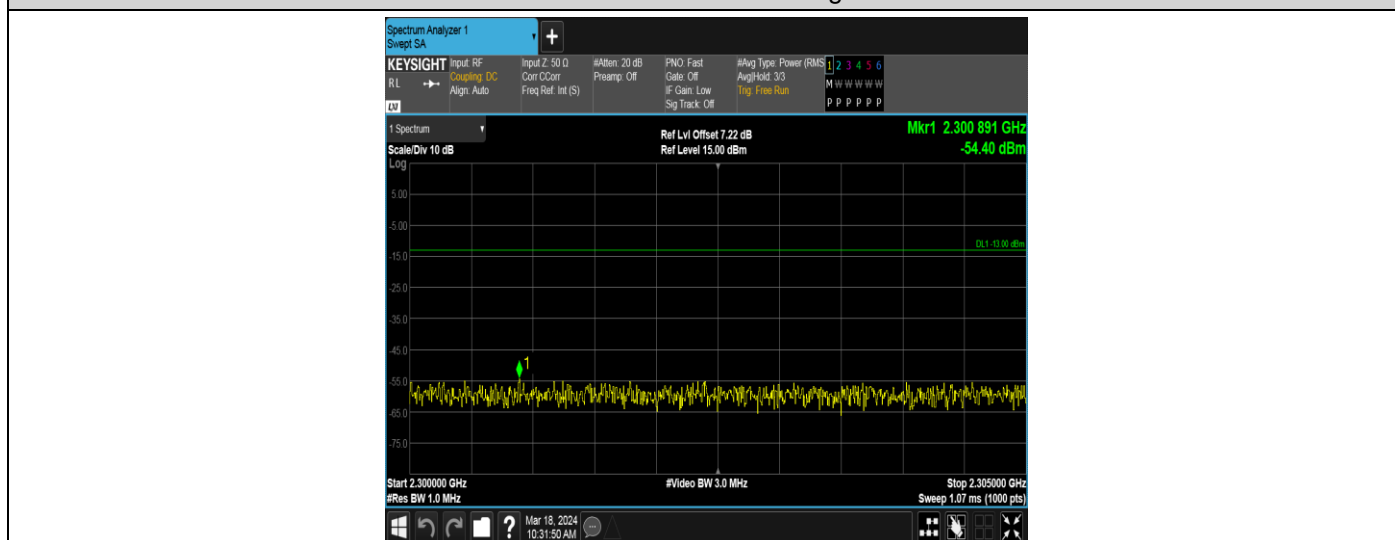 Spectrum Analyzer 1
Swept SA
+
KEYSIGHT Input: RF Input Z: 50 Ω #Atten: 20 dB PNO: Fast #Avg Type: Power (RMS 1 2 3 4 5 6
RL Coupling: DC Corr CCorr Preamp: Off Gate: Off Avg|Hold: 3/3 M W W W W W
Align: Auto Freq Ref: Int (S) IF Gain: Low Trig: Free Run P P P P P P
LXI Sig Track: Off
1 Spectrum Ref Lvl Offset 7.22 dB Mkr1 2.300 891 GHz
Scale/Div 10 dB Ref Level 15.00 dBm -54.40 dBm
Log
5.00
-5.00
DL1 -13.00 dBm
-15.0
-25.0
-35.0
-45.0
1
-55.0
-65.0
-75.0
Start 2.300000 GHz #Video BW 3.0 MHz Stop 2.305000 GHz
#Res BW 1.0 MHz Sweep 1.07 ms (1000 pts)
? Mar 18, 2024
10:31:50 AM